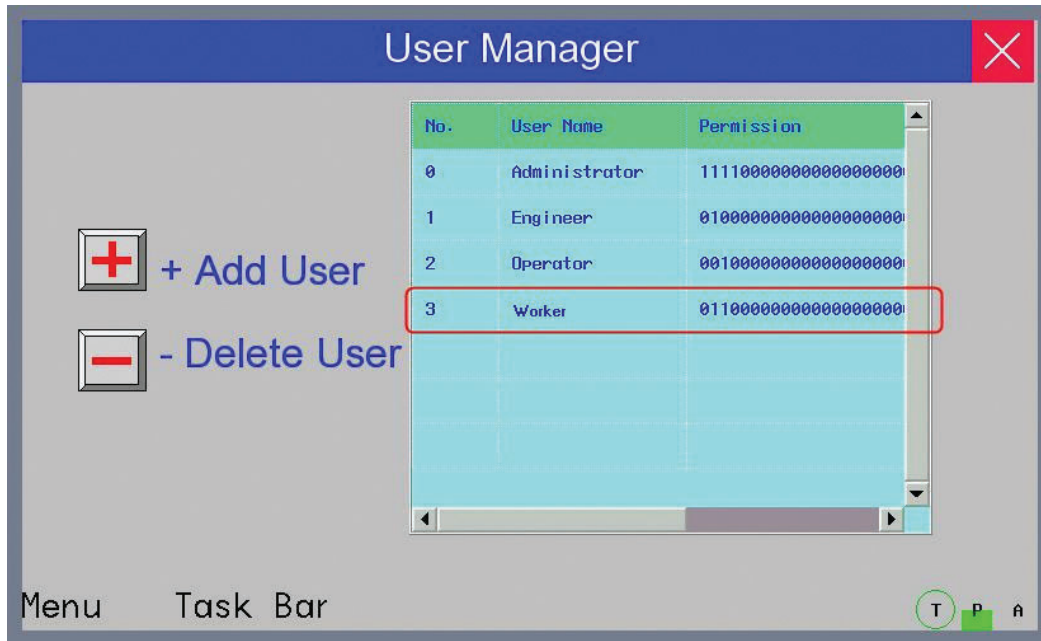 User Manager
No. User Name Permission
0 Administrator 11110000000000000000
1 Engineer 01000000000000000000
2 Operator 00100000000000000000
3 Worker 01100000000000000000
+ Add User
- Delete User
Menu Task Bar
T P A